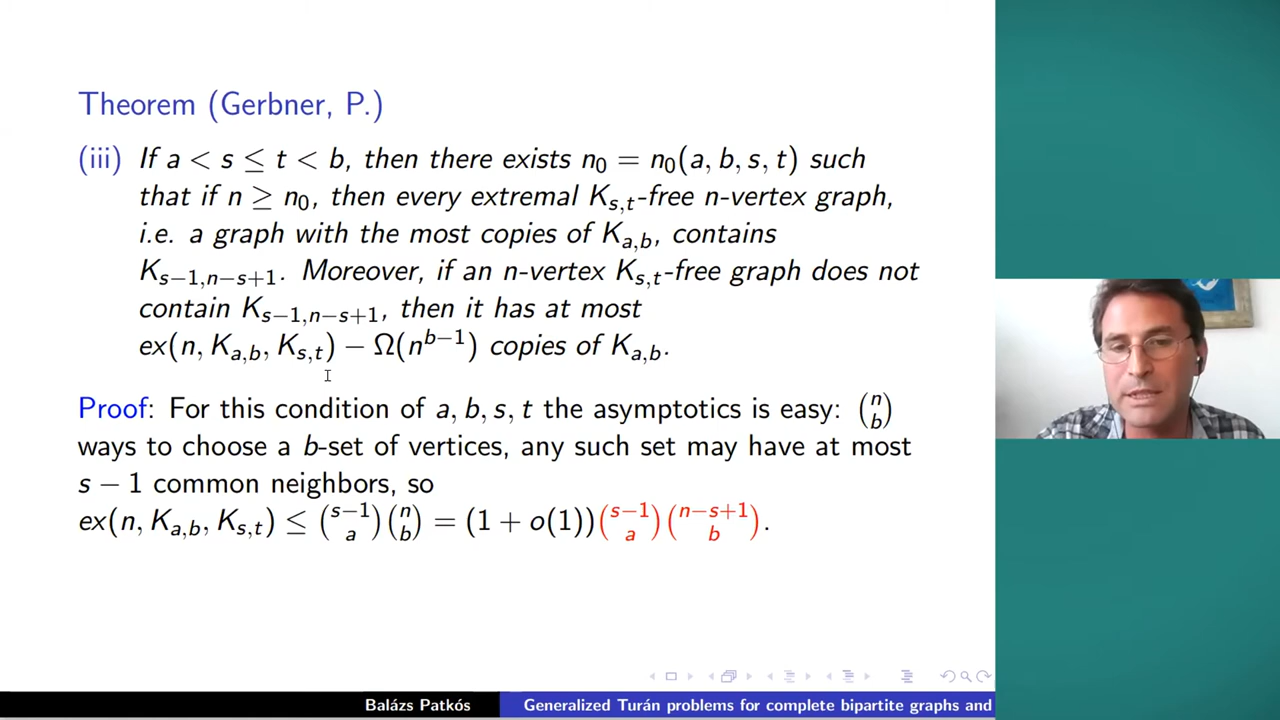 Theorem (Gerbner, P.)
(iii) If a < s ≤ t < b, then there exists n₀ = n₀(a, b, s, t) such
that if n ≥ n₀, then every extremal K_{s,t}-free n-vertex graph,
i.e. a graph with the most copies of K_{a,b}, contains
K_{s−1,n−s+1}. Moreover, if an n-vertex K_{s,t}-free graph does not
contain K_{s−1,n−s+1}, then it has at most
ex(n, K_{a,b}, K_{s,t}) − Ω(n^{b−1}) copies of K_{a,b}.
Proof: For this condition of a, b, s, t the asymptotics is easy: \binom{n}{b}
ways to choose a b-set of vertices, any such set may have at most
s − 1 common neighbors, so
ex(n, K_{a,b}, K_{s,t}) ≤ \binom{s−1}{a}\binom{n}{b} = (1 + o(1))\binom{s−1}{a}\binom{n−s+1}{b}.
Balázs Patkós Generalized Turán problems for complete bipartite graphs and